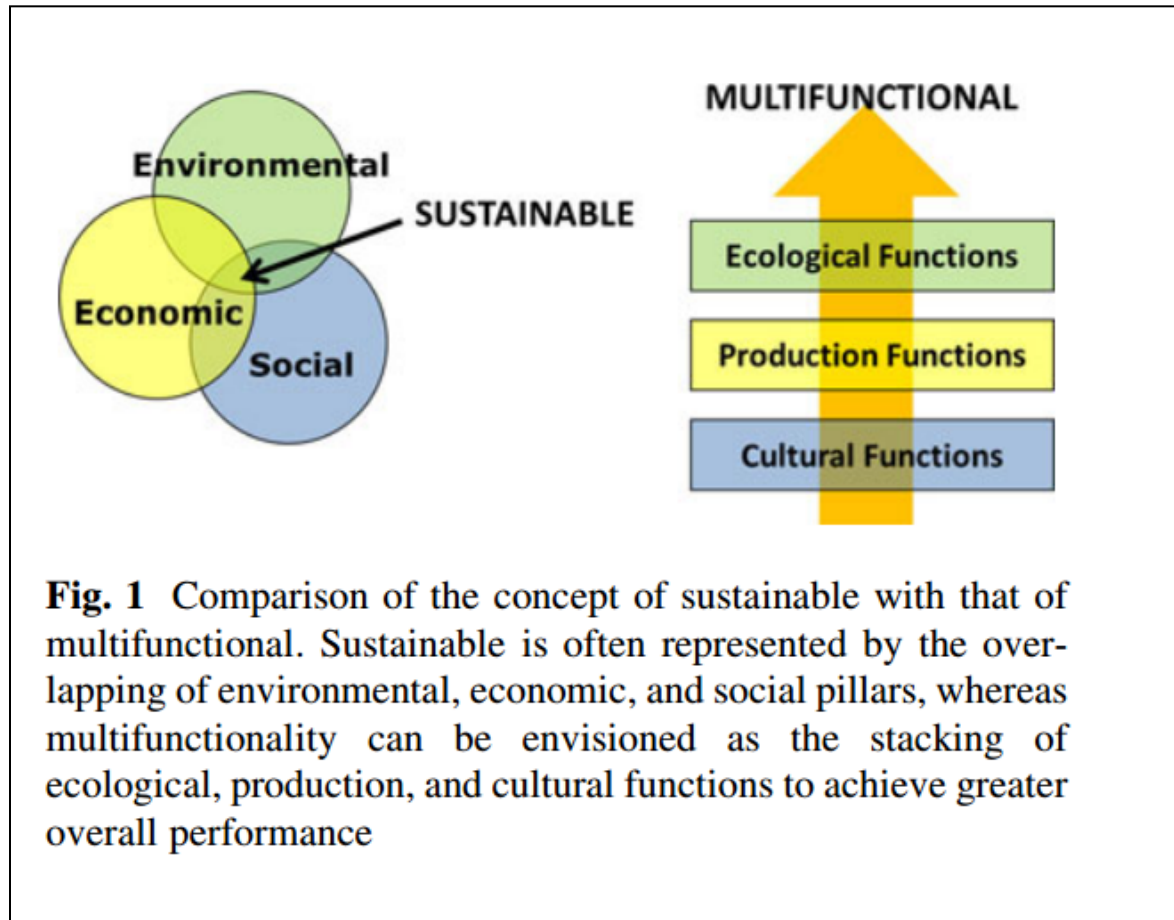 Environmental
Economic
Social
SUSTAINABLE
MULTIFUNCTIONAL
Ecological Functions
Production Functions
Cultural Functions
Fig. 1 Comparison of the concept of sustainable with that of
multifunctional. Sustainable is often represented by the over-
lapping of environmental, economic, and social pillars, whereas
multifunctionality can be envisioned as the stacking of
ecological, production, and cultural functions to achieve greater
overall performance